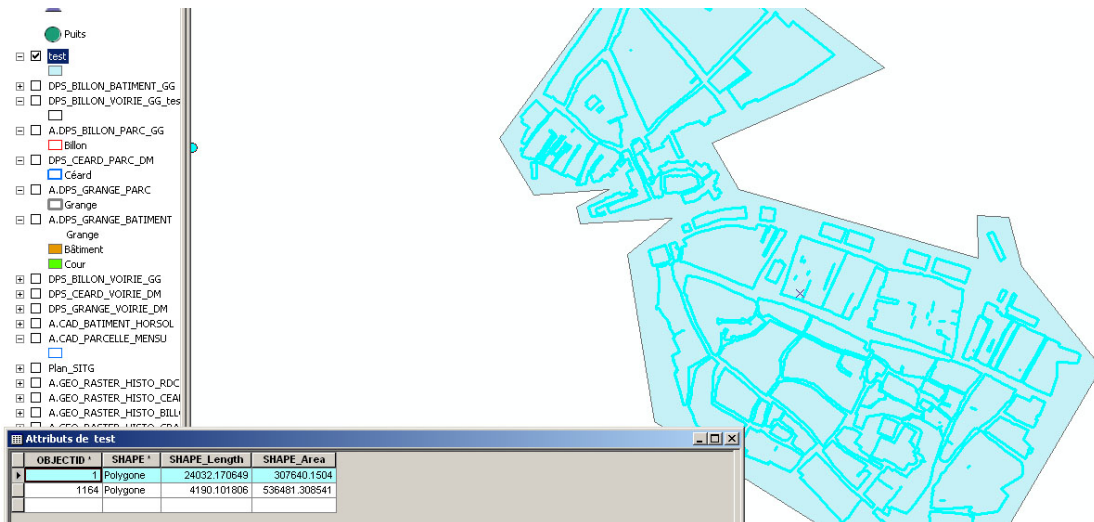 Puits
test
DPS_BILLON_BATIMENT_GG
DPS_BILLON_VOIRIE_GG_tes
A.DPS_BILLON_PARC_GG
Billon
DPS_CEARD_PARC_DM
Céard
A.DPS_GRANGE_PARC
Grange
A.DPS_GRANGE_BATIMENT
Grange
Bâtiment
Cour
DPS_BILLON_VOIRIE_GG
DPS_CEARD_VOIRIE_DM
DPS_GRANGE_VOIRIE_DM
A.CAD_BATIMENT_HORSOL
A.CAD_PARCELLE_MENSU
Plan_SITG
A.GEO_RASTER_HISTO_RDC
A.GEO_RASTER_HISTO_CEA
A.GEO_RASTER_HISTO_BILL
Attributs de test
OBJECTID * SHAPE * SHAPE_Length SHAPE_Area
1 Polygone 24032.170649 307640.1504
1164 Polygone 4190.101806 536481.308541